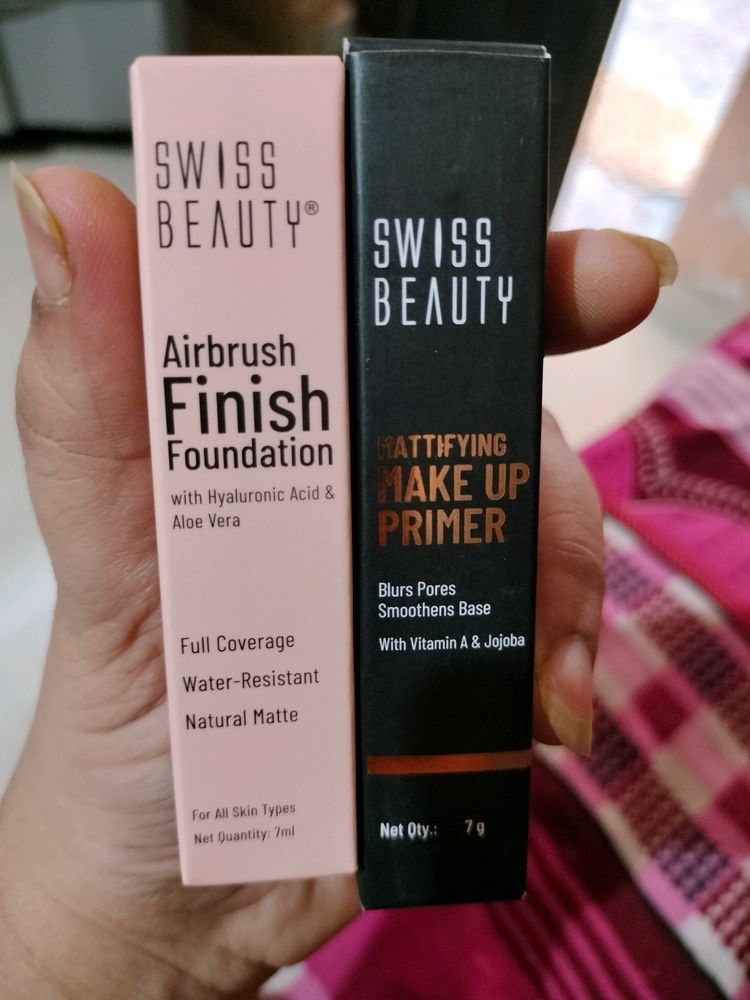 SWISS
BEAUTY®
Airbrush
Finish
Foundation
with Hyaluronic Acid &
Aloe Vera
Full Coverage
Water-Resistant
Natural Matte
For All Skin Types
Net Quantity: 7ml
SWISS
BEAUTY
MATTIFYING
MAKE UP
PRIMER
Blurs Pores
Smoothens Base
With Vitamin A & Jojoba
Net Qty.: 7 g